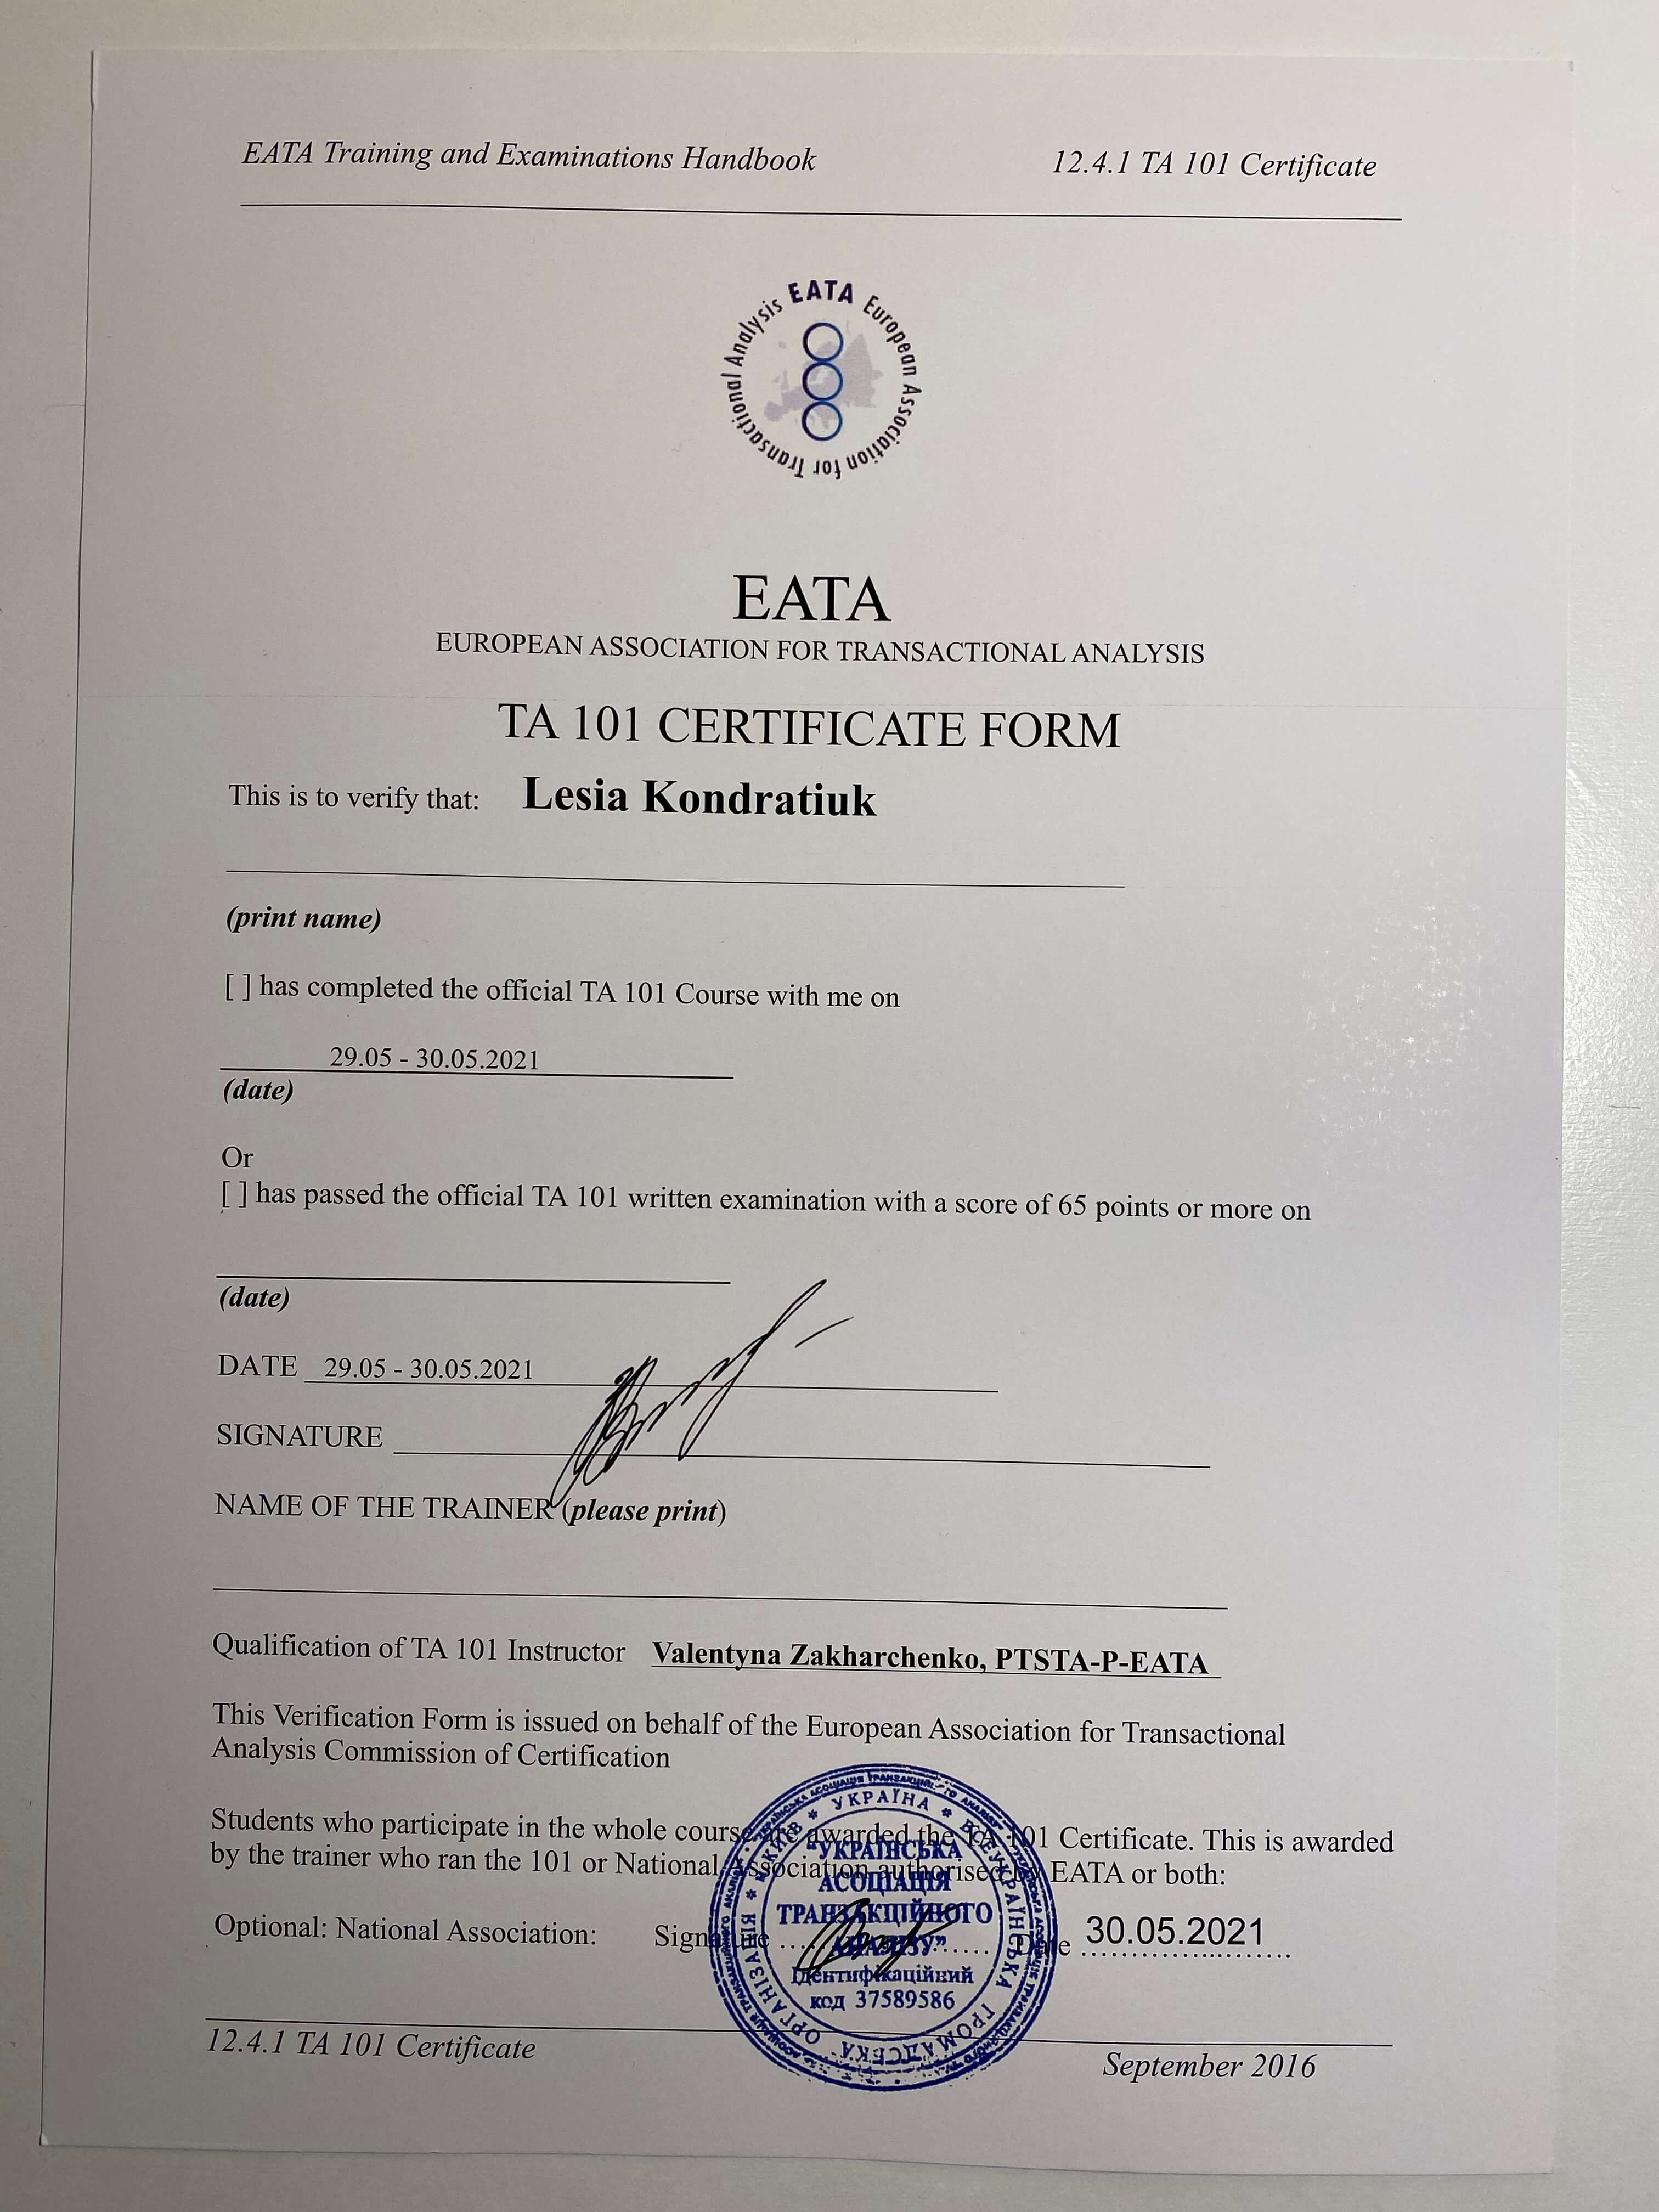 EATA Training and Examinations Handbook 12.4.1 TA 101 Certificate
EATA European Association for Transactional Analysis
EATA
EUROPEAN ASSOCIATION FOR TRANSACTIONAL ANALYSIS
TA 101 CERTIFICATE FORM
This is to verify that: Lesia Kondratiuk
(print name)
[ ] has completed the official TA 101 Course with me on
29.05 - 30.05.2021
(date)
Or
[ ] has passed the official TA 101 written examination with a score of 65 points or more on
(date)
DATE 29.05 - 30.05.2021
SIGNATURE
NAME OF THE TRAINER (please print)
Qualification of TA 101 Instructor Valentyna Zakharchenko, PTSTA-P-EATA
This Verification Form is issued on behalf of the European Association for Transactional
Analysis Commission of Certification
Students who participate in the whole course are awarded the TA 101 Certificate. This is awarded
by the trainer who ran the 101 or National Association authorised by EATA or both:
Optional: National Association: Signature ........................ Date 30.05.2021
УКРАЇНА * ВСЕУКРАЇНСЬКА ГРОМАДСЬКА ОРГАНІЗАЦІЯ * м.КИЇВ *
"УКРАЇНСЬКА
АСОЦІАЦІЯ
ТРАНЗАКЦІЙНОГО
АНАЛІЗУ"
Ідентифікаційний
код 37589586
12.4.1 TA 101 Certificate September 2016